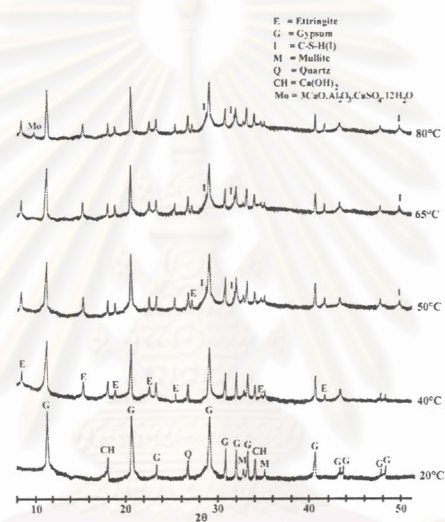 E = Ettringite
G = Gypsum
I = C-S-H(I)
M = Mullite
Q = Quartz
CH = Ca(OH)2
Mo = 3CaO.Al2O3.CaSO4.12H2O
Mo I I 80°C
I I I 65°C
E I I I 50°C
E E E E E E E 40°C
G CH G G Q G G G M G CH M G G G G G 20°C
10 20 30 40 50
2θ